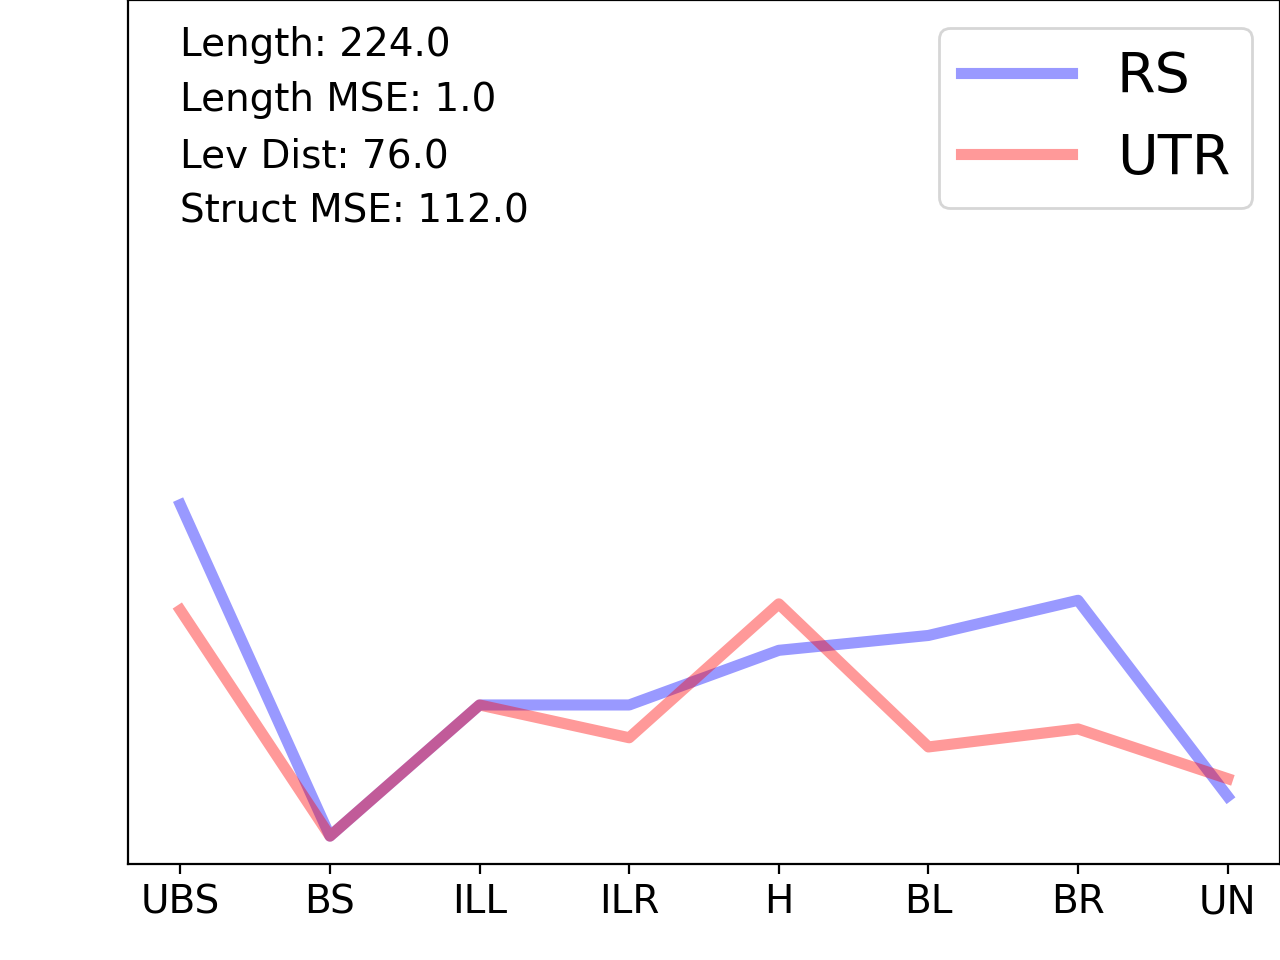 Length: 224.0
Length MSE: 1.0
Lev Dist: 76.0
Struct MSE: 112.0
RS
UTR
UBS BS ILL ILR H BL BR UN